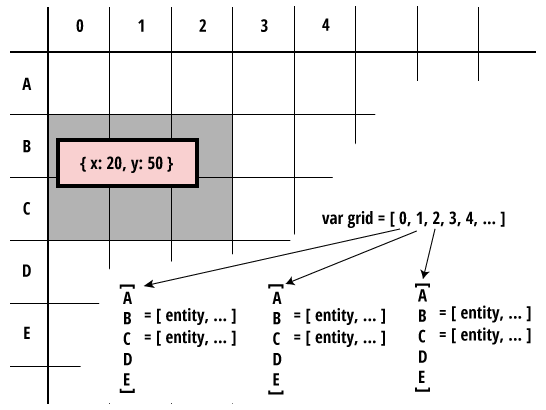 0 1 2 3 4
A
B
{ x: 20, y: 50 }
C
var grid = [ 0, 1, 2, 3, 4, ... ]
D
E
[
A
B = [ entity, ... ]
C = [ entity, ... ]
D
E
]
[
A
B = [ entity, ... ]
C = [ entity, ... ]
D
E
]
[
A
B = [ entity, ... ]
C = [ entity, ... ]
D
E
]